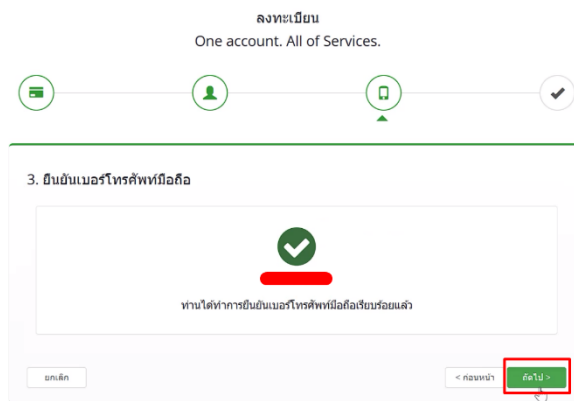 ลงทะเบียน
One account. All of Services.
3. ยืนยันเบอร์โทรศัพท์มือถือ
ท่านได้ทำการยืนยันเบอร์โทรศัพท์มือถือเรียบร้อยแล้ว
ยกเลิก
< ก่อนหน้า
ถัดไป >